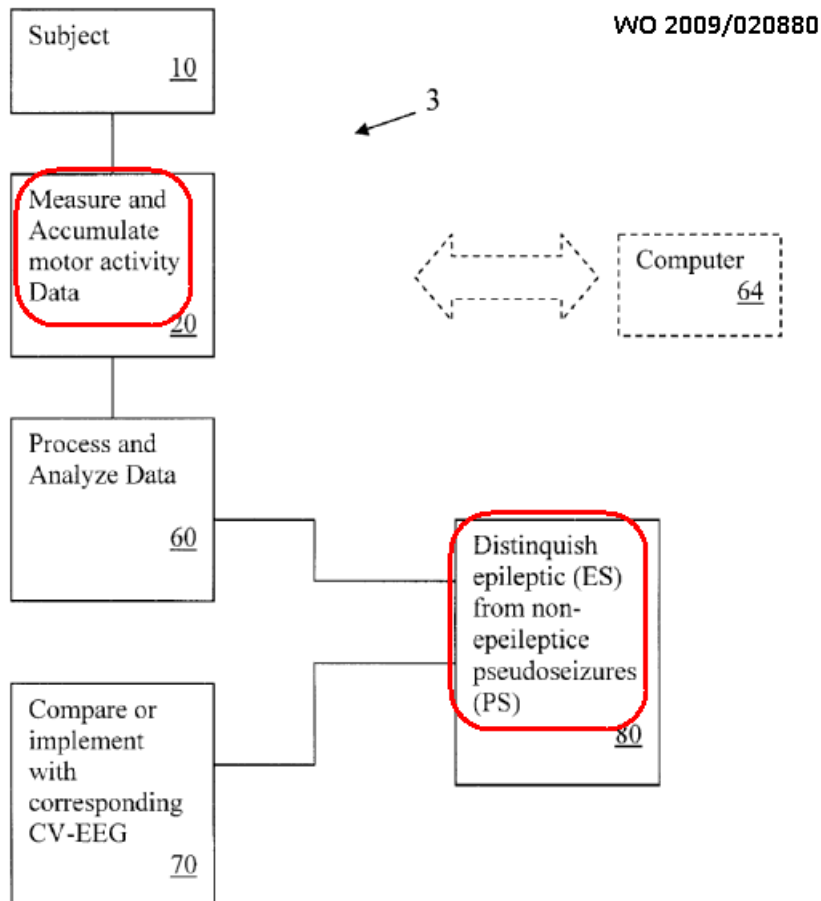 WO 2009/020880
Subject
10
3
Measure and
Accumulate
motor activity
Data
20
Computer
64
Process and
Analyze Data
60
Distinquish
epileptic (ES)
from non-
epeileptice
pseudoseizures
(PS)
80
Compare or
implement
with
corresponding
CV-EEG
70